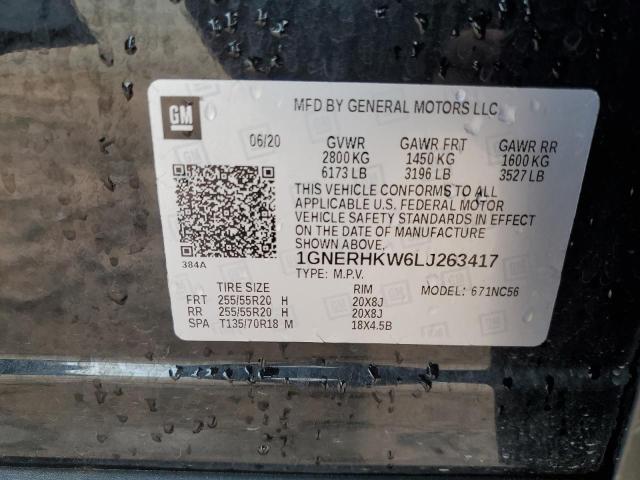 GM
MFD BY GENERAL MOTORS LLC
06/20 GVWR GAWR FRT GAWR RR
2800 KG 1450 KG 1600 KG
6173 LB 3196 LB 3527 LB
THIS VEHICLE CONFORMS TO ALL
APPLICABLE U.S. FEDERAL MOTOR
VEHICLE SAFETY STANDARDS IN EFFECT
ON THE DATE OF MANUFACTURE
SHOWN ABOVE.
384A
1GNERHKW6LJ263417
TYPE: M.P.V.
TIRE SIZE RIM MODEL: 671NC56
FRT 255/55R20 H 20X8J
RR 255/55R20 H 20X8J
SPA T135/70R18 M 18X4.5B